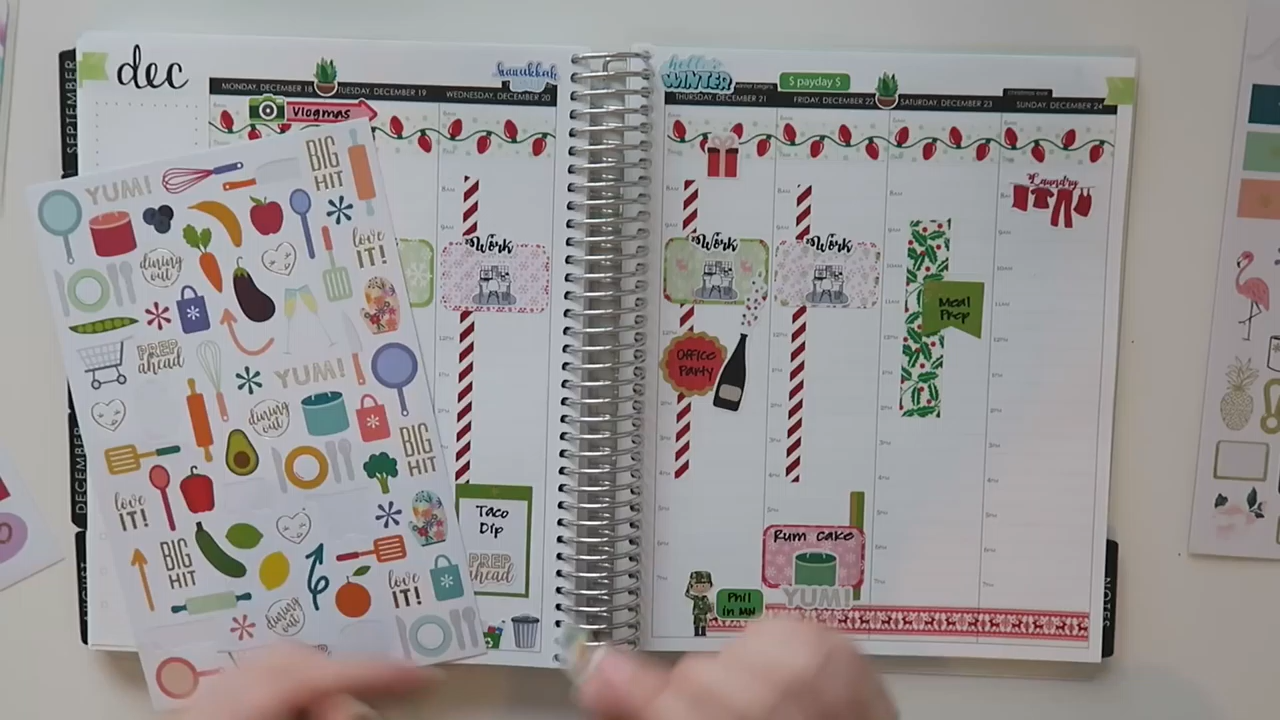 dec
SEPTEMBER
DECEMBER
AUGUST
MONDAY, DECEMBER 18
TUESDAY, DECEMBER 19
WEDNESDAY, DECEMBER 20
hanukkah
Vlogmas
Work
Taco
Dip
PREP
ahead
YUM!
BIG
HIT
love
IT!
dining
out
PREP
ahead
YUM!
dining
out
BIG
HIT
love
IT!
BIG
HIT
love
IT!
dining
out
hello
WINTER
winter begins
$ payday $
THURSDAY, DECEMBER 21
FRIDAY, DECEMBER 22
SATURDAY, DECEMBER 23
SUNDAY, DECEMBER 24
Laundry
Work
Work
Meal
Prep
Office
Party
Rum Cake
YUM!
Phil
in MN
NOTES